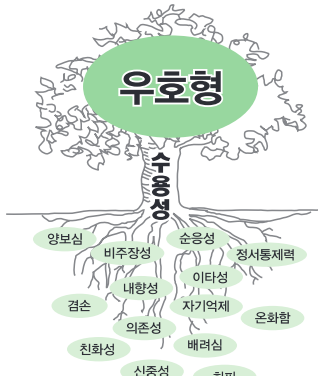 우호형
수용성
양보심
순응성
비주장성
정서통제력
이타성
내향성
겸손
자기억제
온화함
의존성
친화성
배려심
신중성